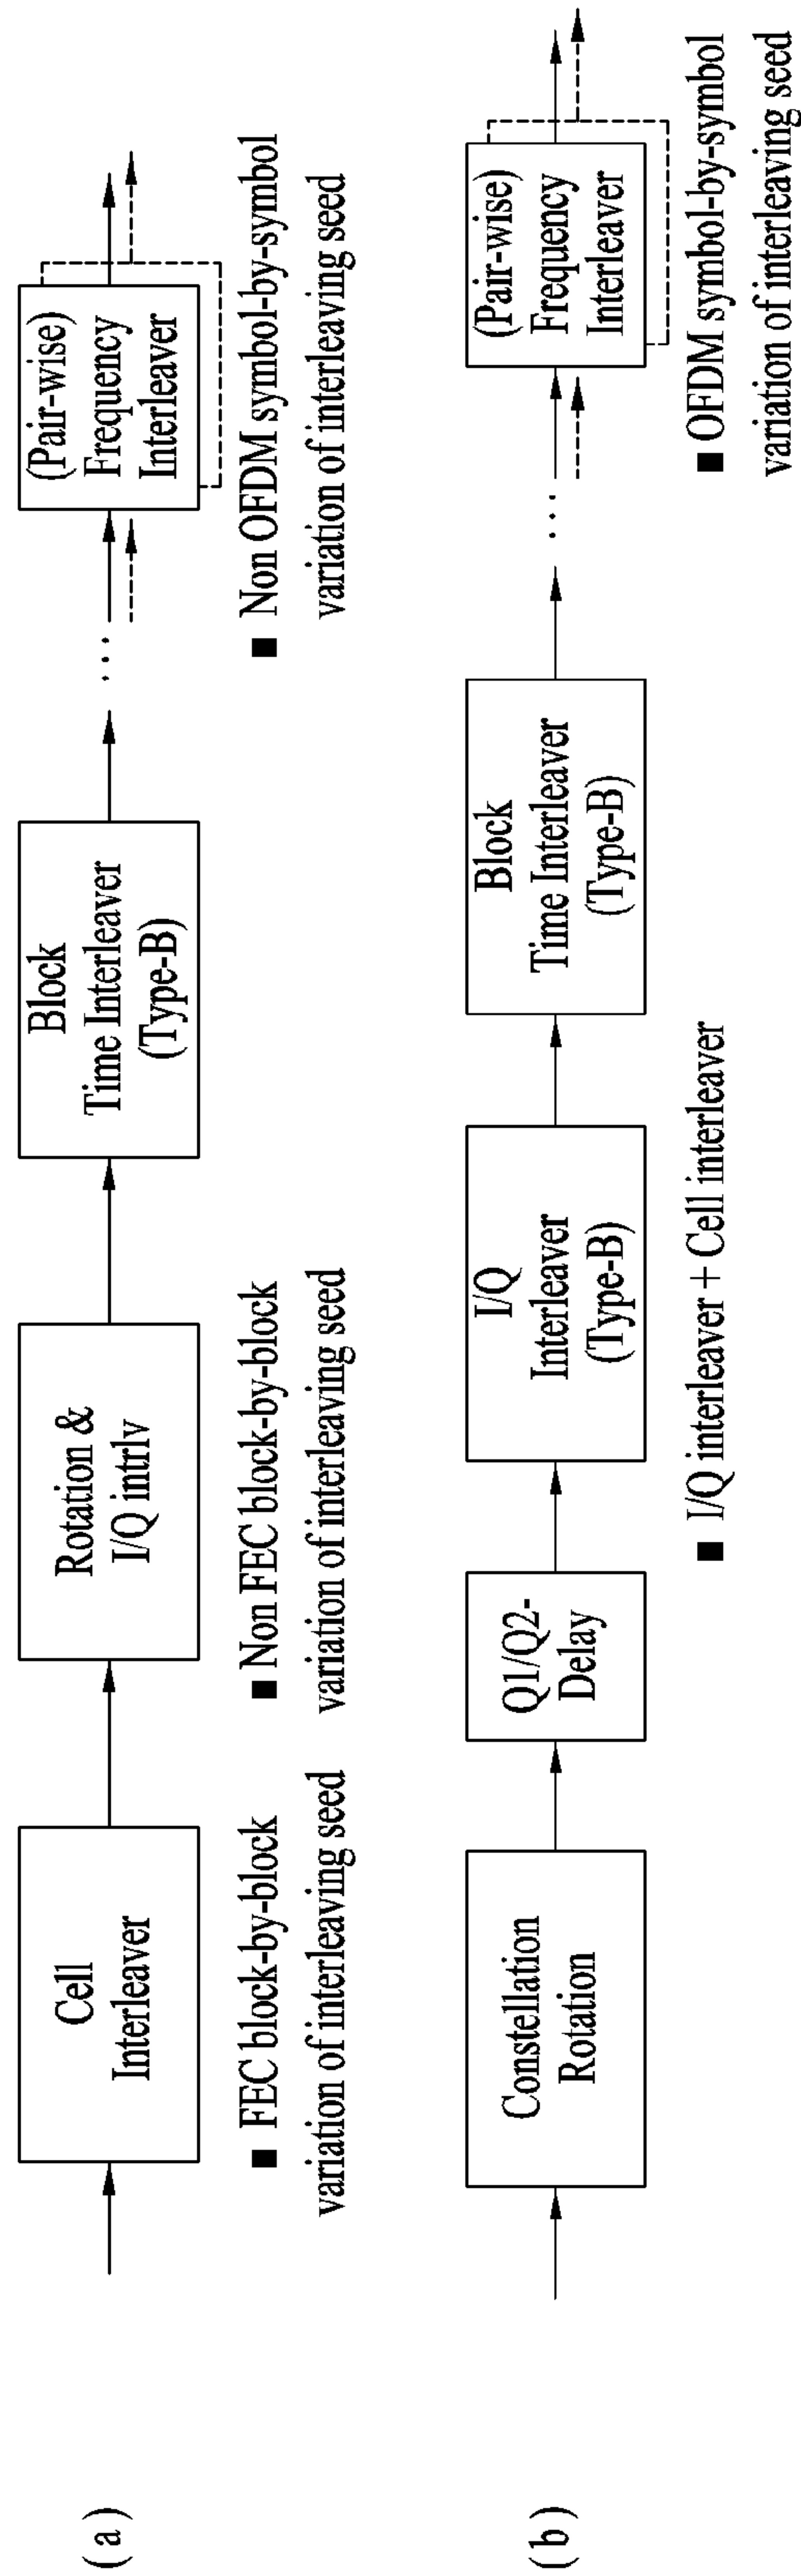 (a)
Cell
Interleaver
■ FEC block-by-block
variation of interleaving seed
Rotation &
I/Q intrlv
■ Non FEC block-by-block
variation of interleaving seed
Block
Time Interleaver
(Type-B)
...
(Pair-wise)
Frequency
Interleaver
■ Non OFDM symbol-by-symbol
variation of interleaving seed
(b)
Constellation
Rotation
Q1/Q2-
Delay
I/Q
Interleaver
(Type-B)
■ I/Q interleaver + Cell interleaver
Block
Time Interleaver
(Type-B)
...
(Pair-wise)
Frequency
Interleaver
■ OFDM symbol-by-symbol
variation of interleaving seed